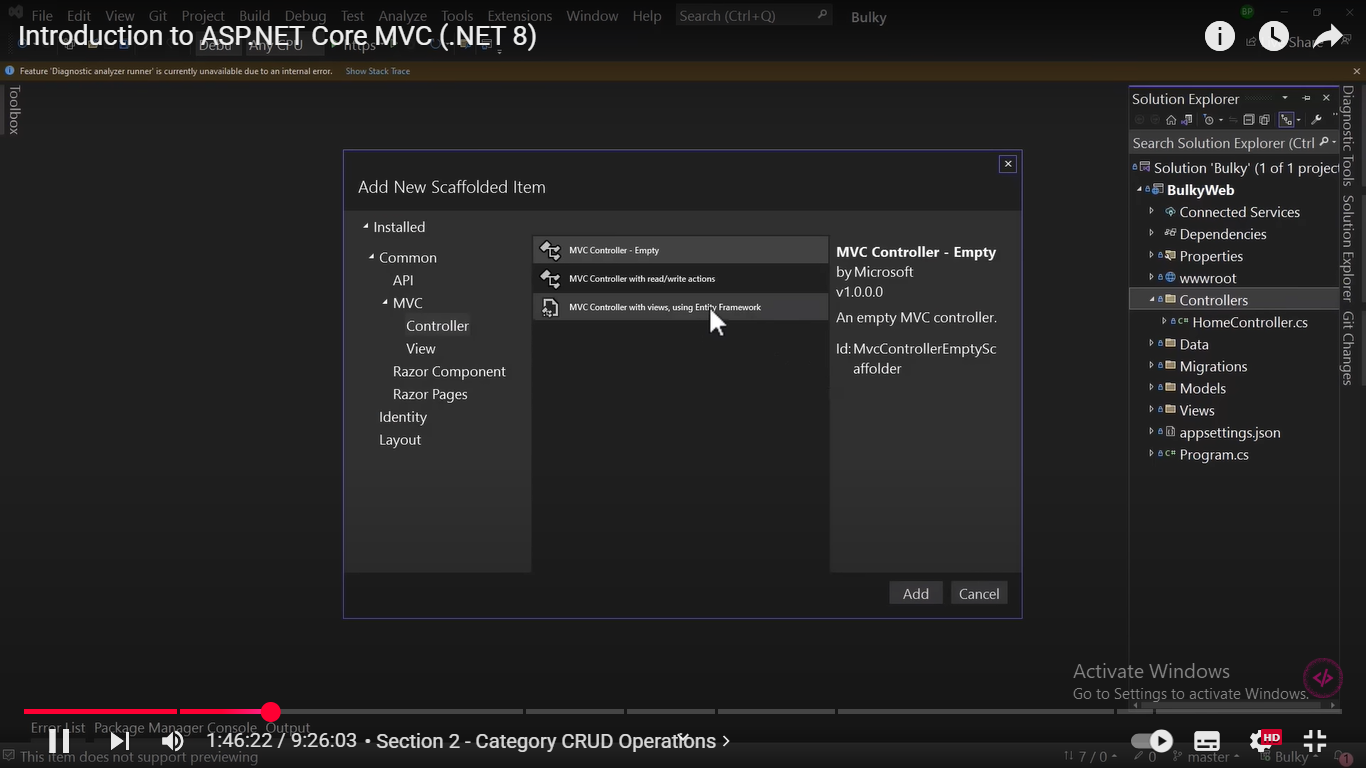 File Edit View Git Project Build Debug Test Analyze Tools Extensions Window Help Search (Ctrl+Q) Bulky
BP
Introduction to ASP.NET Core MVC (.NET 8)
Debu Any CPU https Share
Feature 'Diagnostic analyzer runner' is currently unavailable due to an internal error. Show Stack Trace
Toolbox
Add New Scaffolded Item
Installed
Common
API
MVC
Controller
View
Razor Component
Razor Pages
Identity
Layout
MVC Controller - Empty
MVC Controller with read/write actions
MVC Controller with views, using Entity Framework
MVC Controller - Empty
by Microsoft
v1.0.0.0
An empty MVC controller.
Id: MvcControllerEmptySc
affolder
Add Cancel
Solution Explorer
Search Solution Explorer (Ctrl
Solution 'Bulky' (1 of 1 project
BulkyWeb
Connected Services
Dependencies
Properties
wwwroot
Controllers
C# HomeController.cs
Data
Migrations
Models
Views
appsettings.json
C# Program.cs
Diagnostic Tools
Solution Explorer
Git Changes
Activate Windows
Go to Settings to activate Windows.
Error List Package Manager Console Output
1:46:22 / 9:26:03 • Section 2 - Category CRUD Operations
HD
This item does not support previewing
7 / 0 0 master Bulky 1